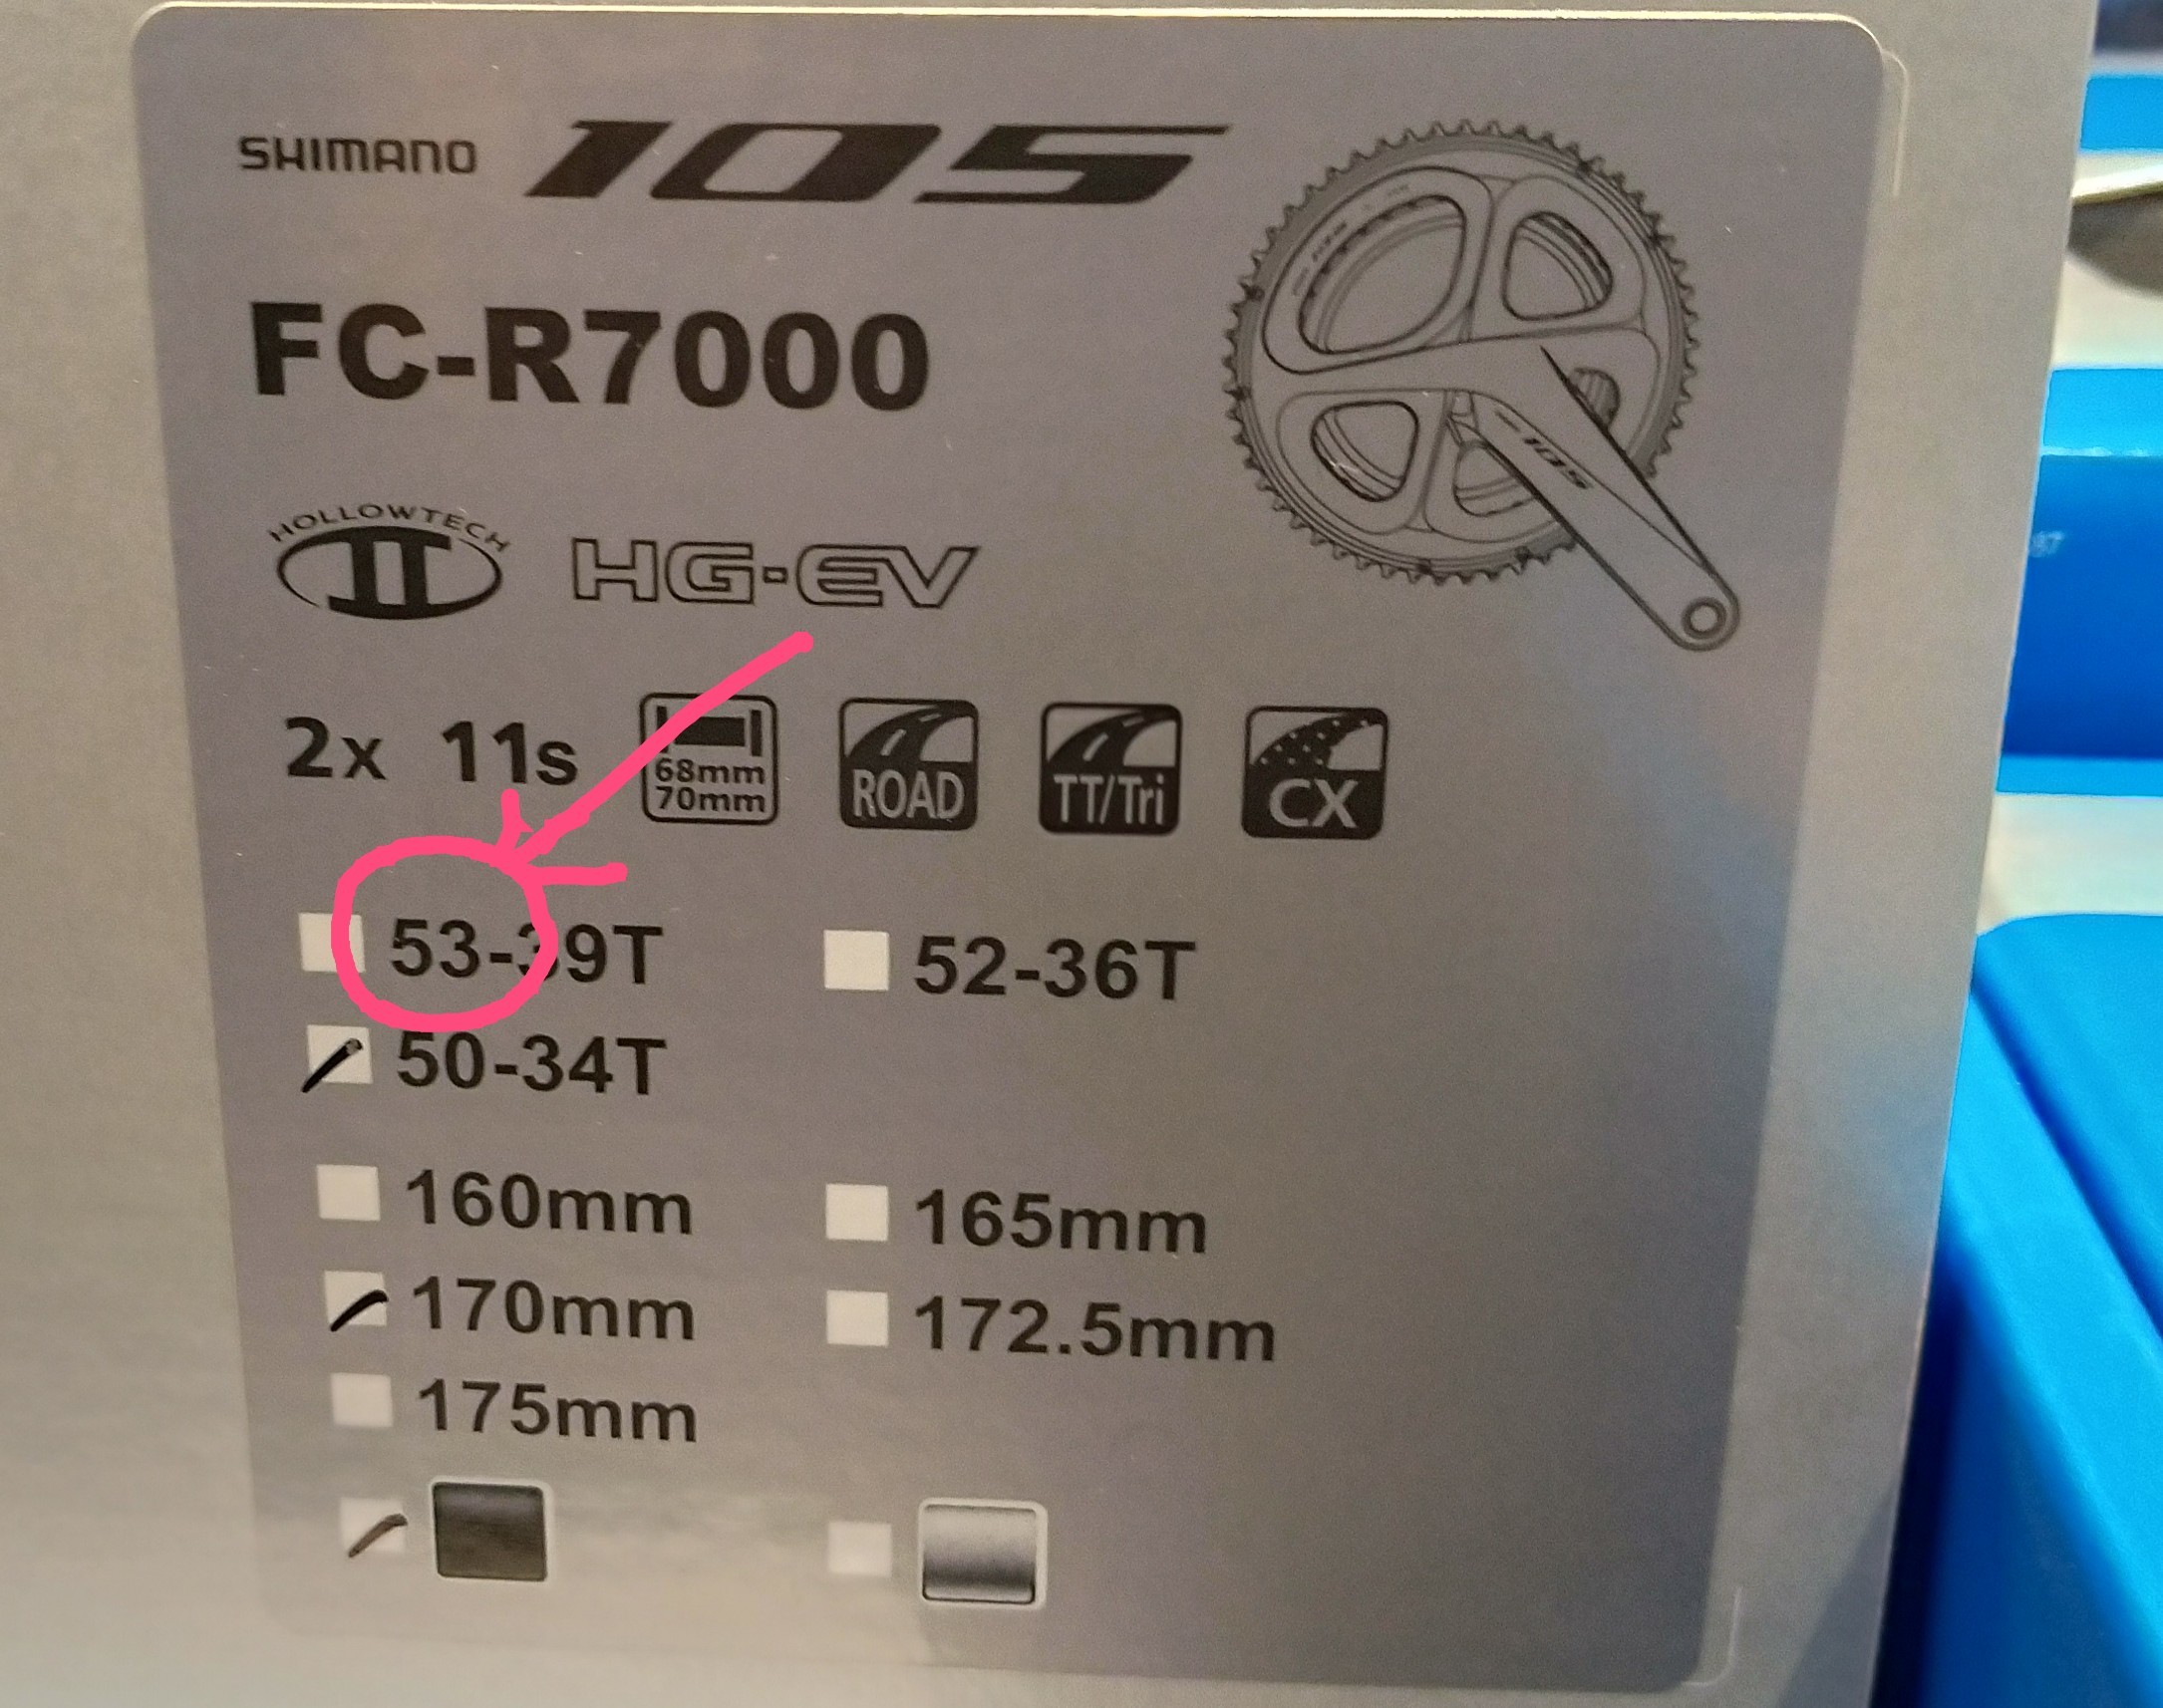 SHIMANO 105
FC-R7000
105
HOLLOWTECH
II HG-EV
2x 11s 68mm ROAD TT/Tri CX
70mm
53-39T 52-36T
50-34T
160mm 165mm
170mm 172.5mm
175mm